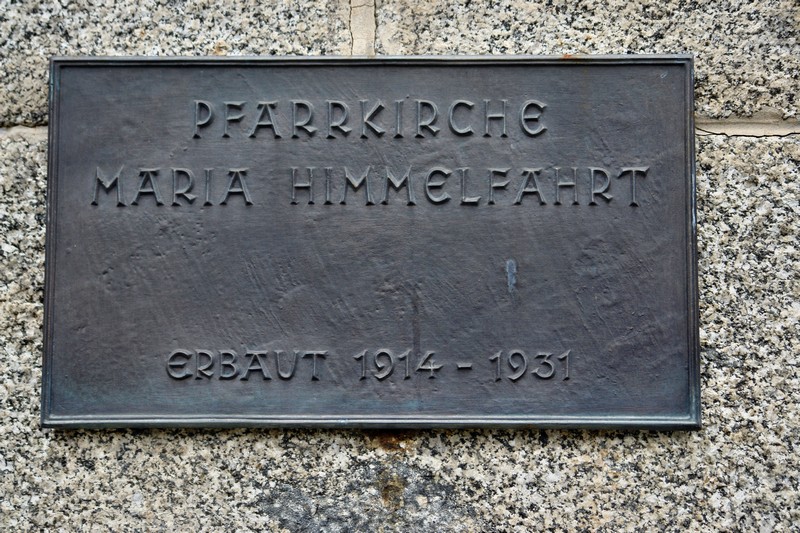 PFARRKIRCHE
MARIA HIMMELFAHRT
ERBAUT 1914 - 1931